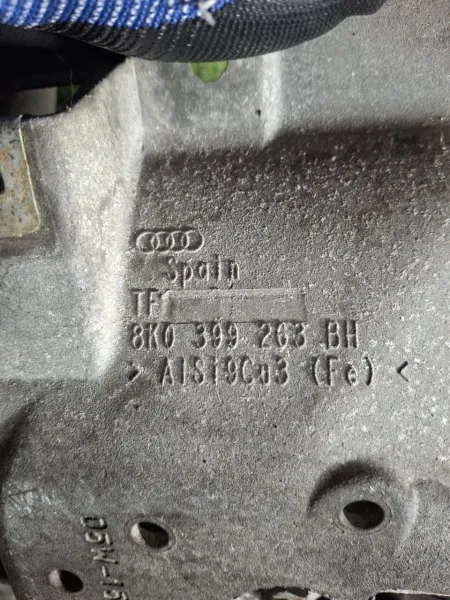 Spain
TF
8K0 399 263 BH
> AlSi9Cu3 (Fe) <